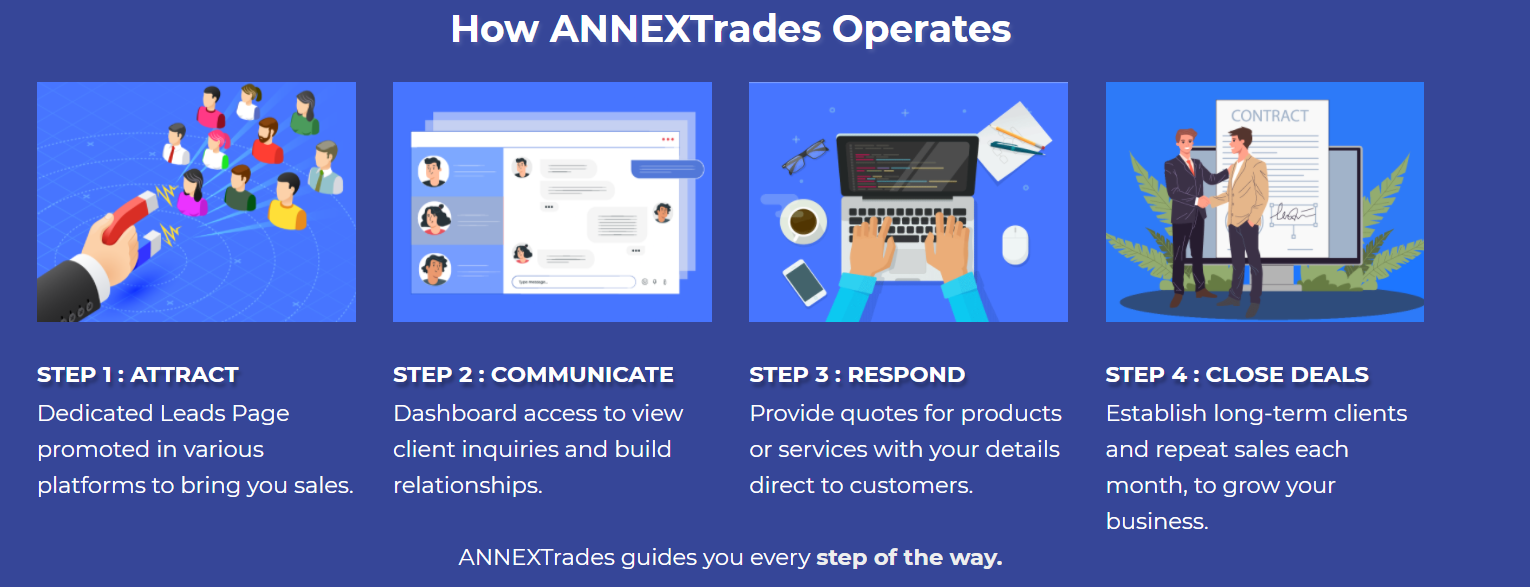 How ANNEXTrades Operates
CONTRACT
type message..
STEP 1 : ATTRACT
Dedicated Leads Page
promoted in various
platforms to bring you sales.
STEP 2 : COMMUNICATE
Dashboard access to view
client inquiries and build
relationships.
STEP 3 : RESPOND
Provide quotes for products
or services with your details
direct to customers.
STEP 4 : CLOSE DEALS
Establish long-term clients
and repeat sales each
month, to grow your
business.
ANNEXTrades guides you every step of the way.